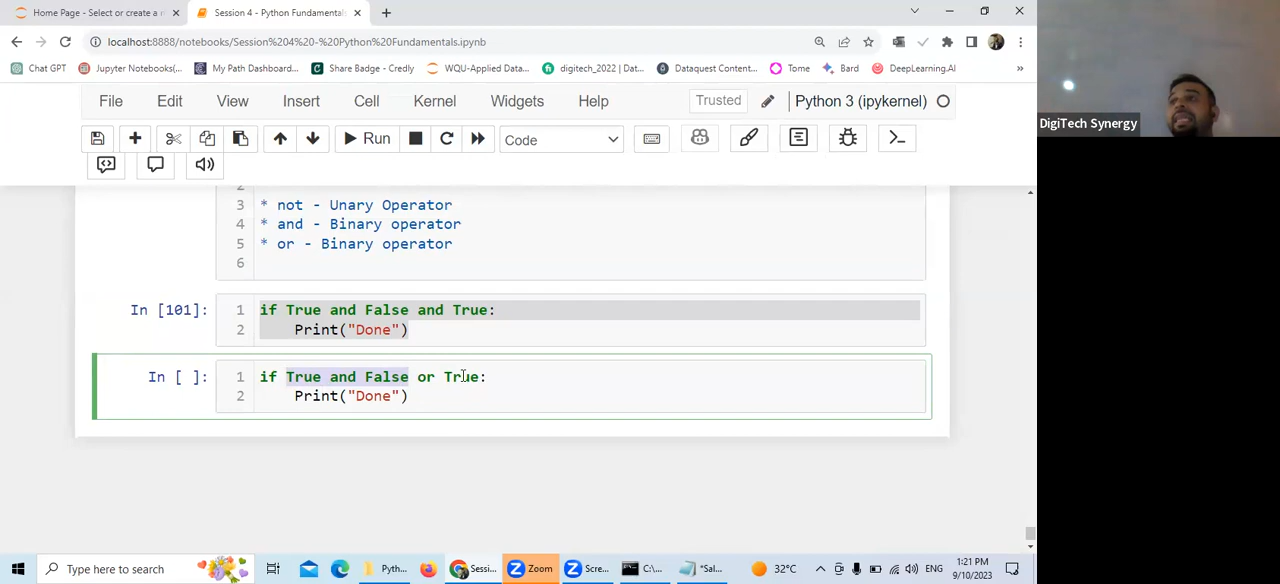 Home Page - Select or create a n
Session 4 - Python Fundamentals
localhost:8888/notebooks/Session%204%20-%20Python%20Fundamentals.ipynb
Chat GPT
Jupyter Notebooks(...
My Path Dashboard...
Share Badge - Credly
WQU-Applied Data...
digitech_2022 | Dat...
Dataquest Content...
Tome
Bard
DeepLearning.AI
»
File Edit View Insert Cell Kernel Widgets Help
Trusted
Python 3 (ipykernel)
Run
Code
DigiTech Synergy
2
3 * not - Unary Operator
4 * and - Binary operator
5 * or - Binary operator
6
In [101]:
1 if True and False and True:
2 Print("Done")
In [ ]:
1 if True and False or True:
2 Print("Done")
Type here to search
Pyth...
Sessi...
Zoom
Scre...
C:\...
*Sal...
32°C
ENG
1:21 PM
9/10/2023